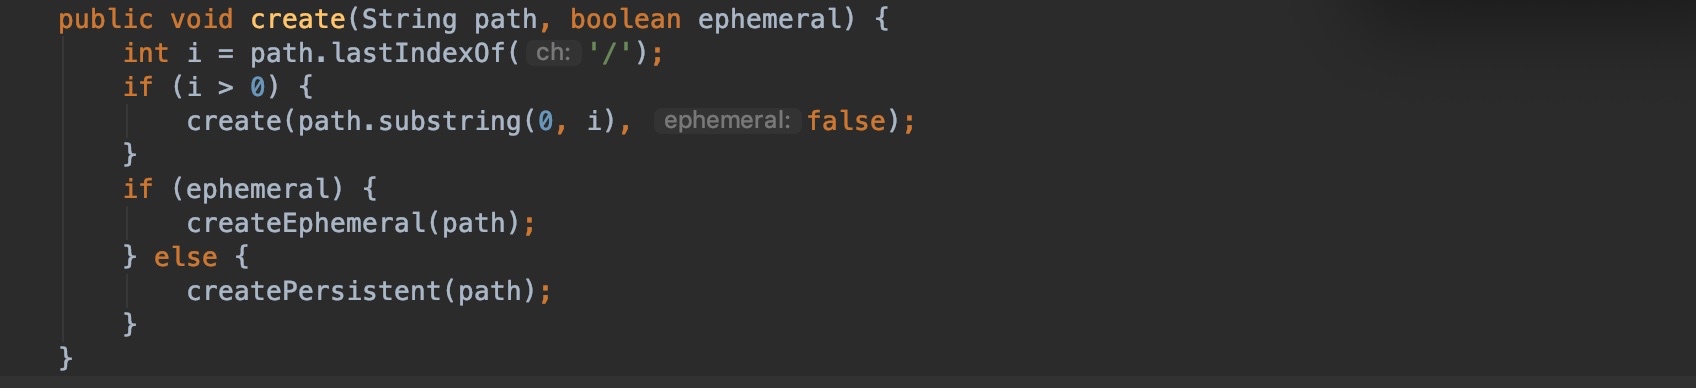 public void create(String path, boolean ephemeral) {
int i = path.lastIndexOf( ch: '/');
if (i > 0) {
create(path.substring(0, i), ephemeral: false);
}
if (ephemeral) {
createEphemeral(path);
} else {
createPersistent(path);
}
}